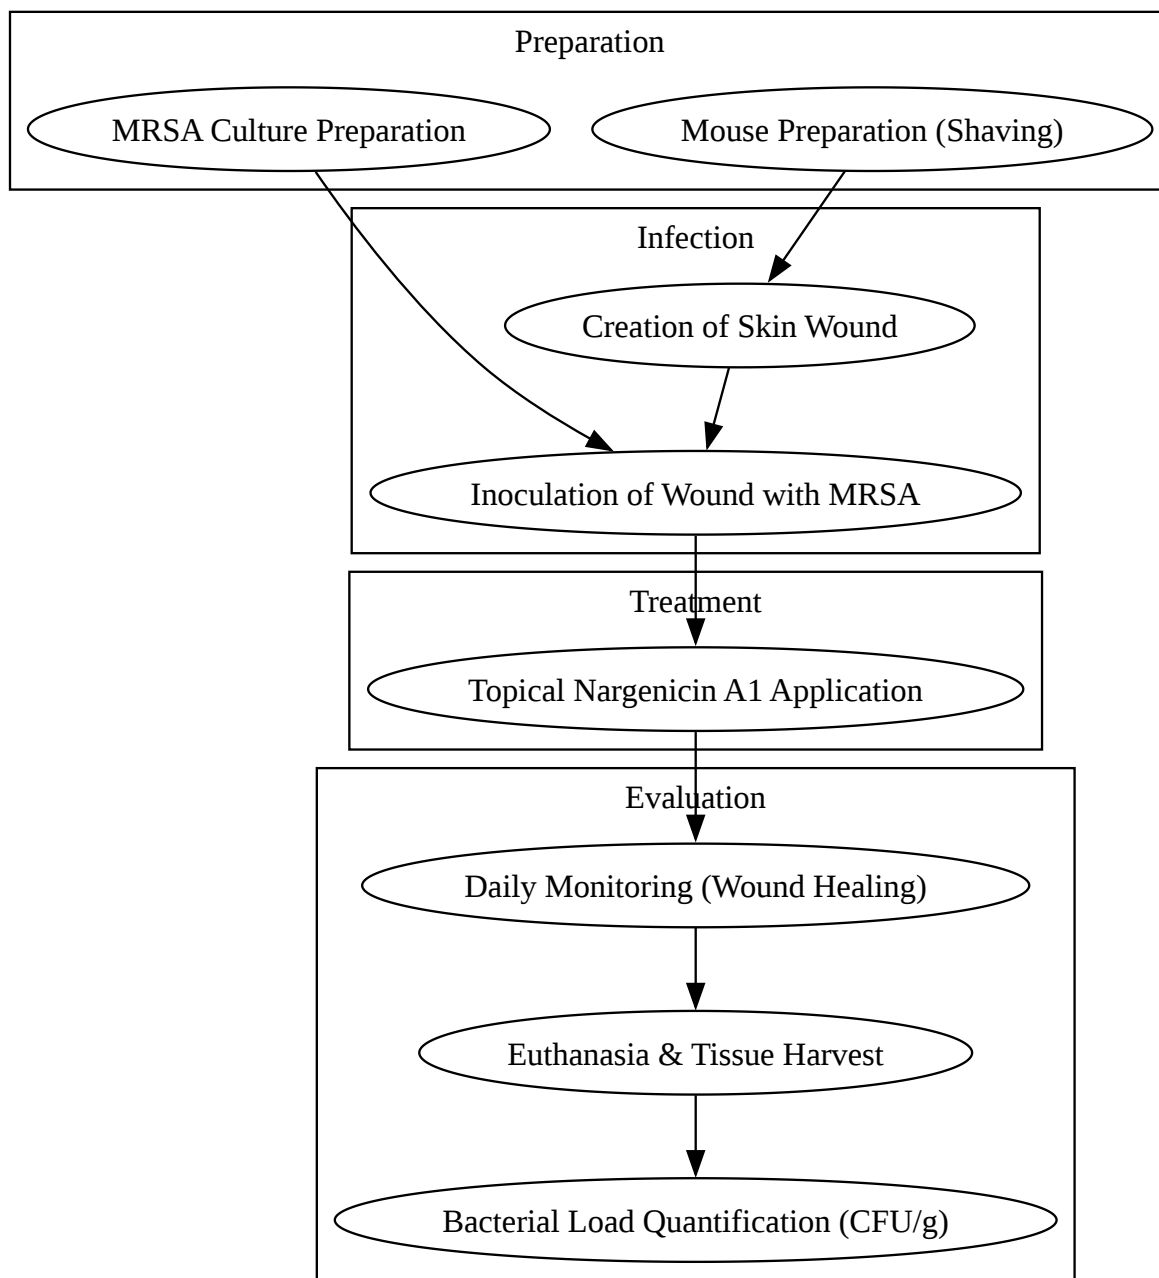 Preparation
MRSA Culture Preparation
Mouse Preparation (Shaving)
Infection
Creation of Skin Wound
Inoculation of Wound with MRSA
Treatment
Topical Nargenicin A1 Application
Evaluation
Daily Monitoring (Wound Healing)
Euthanasia & Tissue Harvest
Bacterial Load Quantification (CFU/g)